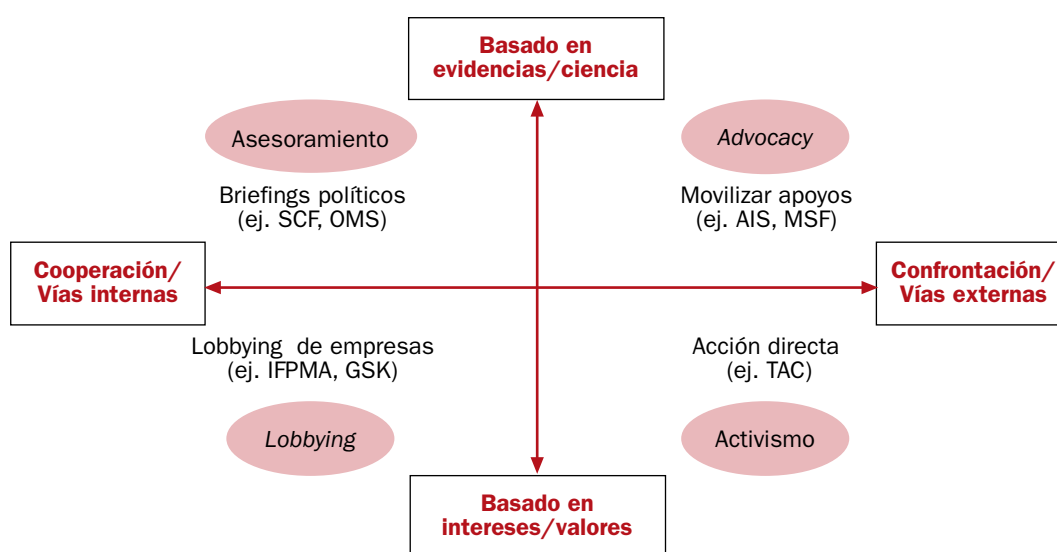 Basado en
evidencias/ciencia
Asesoramiento
Advocacy
Briefings políticos
(ej. SCF, OMS)
Movilizar apoyos
(ej. AIS, MSF)
Cooperación/
Vías internas
Confrontación/
Vías externas
Lobbying de empresas
(ej. IFPMA, GSK)
Acción directa
(ej. TAC)
Lobbying
Activismo
Basado en
intereses/valores